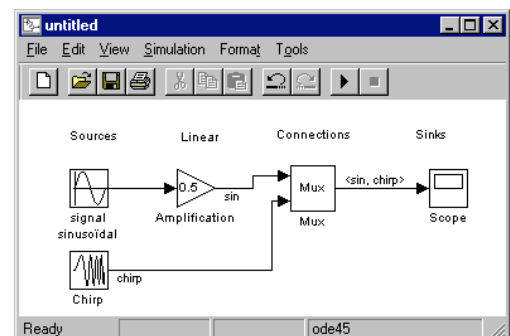 untitled
File Edit View Simulation Format Tools
Sources Linear Connections Sinks
0.5
sin
Mux
<sin, chirp>
signal
sinusoïdal
Amplification
Mux
Scope
chirp
Chirp
Ready ode45